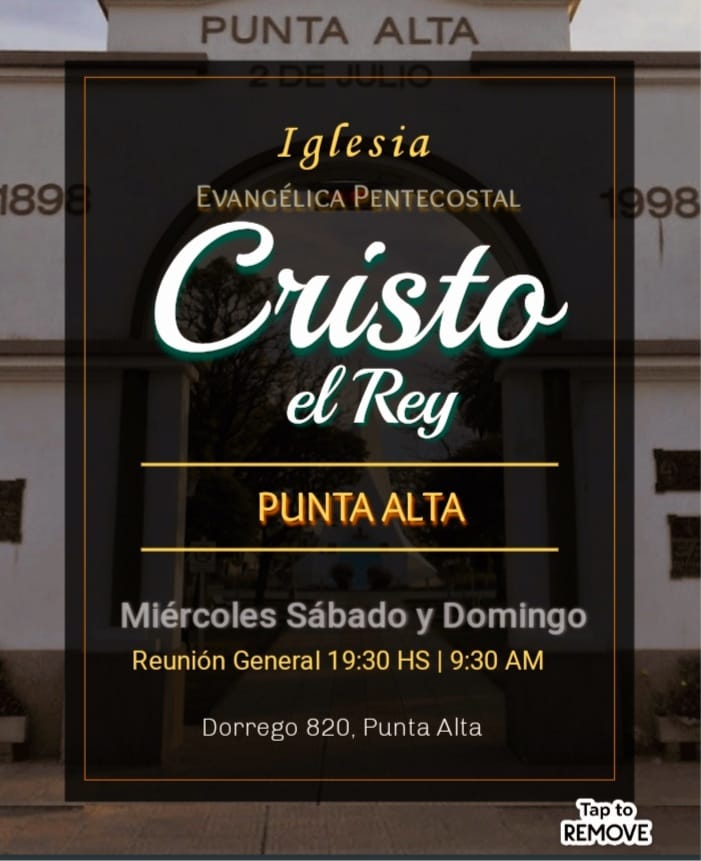 PUNTA ALTA
2 DE JULIO
Iglesia
EVANGÉLICA PENTECOSTAL
1898
1998
Cristo
el Rey
PUNTA ALTA
Miércoles Sábado y Domingo
Reunión General 19:30 HS | 9:30 AM
Dorrego 820, Punta Alta
Tap to
REMOVE